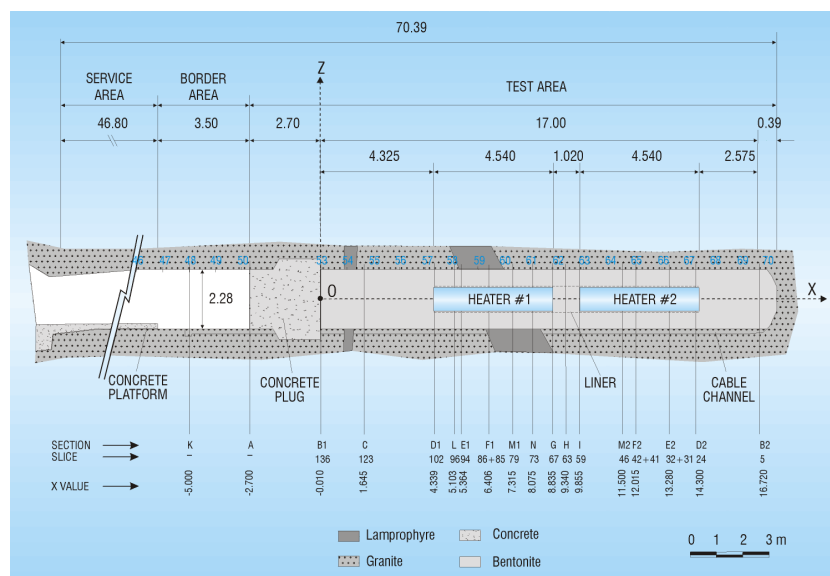 70.39
SERVICE AREA
BORDER AREA
TEST AREA
Z
46.80 3.50 2.70 17.00 0.39
4.325 4.540 1.020 4.540 2.575
46 47 48 49 50 53 54 55 56 57 58 59 60 61 62 63 64 65 66 67 68 69 70
2.28
O
HEATER #1
HEATER #2
X
CONCRETE PLATFORM
CONCRETE PLUG
LINER
CABLE CHANNEL
SECTION K A B1 C D1 L E1 F1 M1 N G H I M2 F2 E2 D2 B2
SLICE – – 136 123 102 96 94 86+85 79 73 67 63 59 46 42+41 32+31 24 5
X VALUE -5.000 -2.700 -0.010 1.645 4.339 5.103 5.364 6.406 7.315 8.075 8.835 9.340 9.855 11.500 12.015 13.280 14.300 16.720
Lamprophyre
Concrete
Granite
Bentonite
0 1 2 3 m